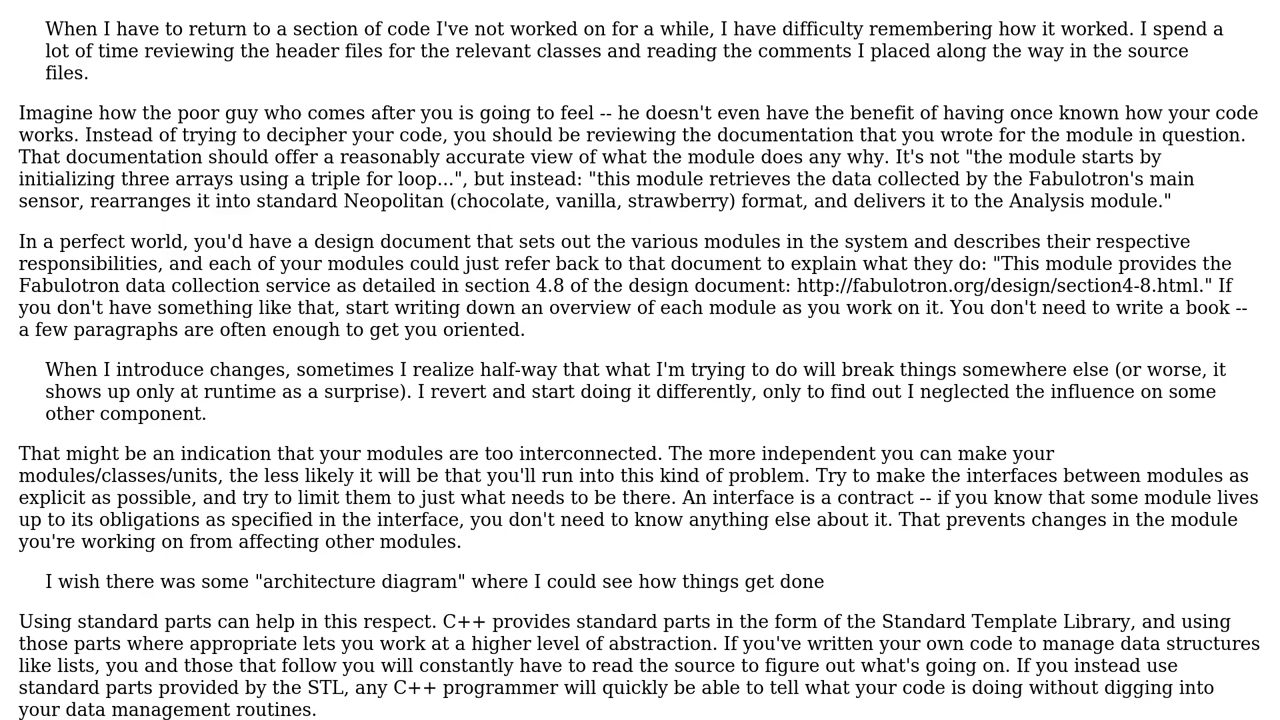 When I have to return to a section of code I've not worked on for a while, I have difficulty remembering how it worked. I spend a
lot of time reviewing the header files for the relevant classes and reading the comments I placed along the way in the source
files.
Imagine how the poor guy who comes after you is going to feel -- he doesn't even have the benefit of having once known how your code
works. Instead of trying to decipher your code, you should be reviewing the documentation that you wrote for the module in question.
That documentation should offer a reasonably accurate view of what the module does any why. It's not "the module starts by
initializing three arrays using a triple for loop...", but instead: "this module retrieves the data collected by the Fabulotron's main
sensor, rearranges it into standard Neopolitan (chocolate, vanilla, strawberry) format, and delivers it to the Analysis module."
In a perfect world, you'd have a design document that sets out the various modules in the system and describes their respective
responsibilities, and each of your modules could just refer back to that document to explain what they do: "This module provides the
Fabulotron data collection service as detailed in section 4.8 of the design document: http://fabulotron.org/design/section4-8.html." If
you don't have something like that, start writing down an overview of each module as you work on it. You don't need to write a book --
a few paragraphs are often enough to get you oriented.
When I introduce changes, sometimes I realize half-way that what I'm trying to do will break things somewhere else (or worse, it
shows up only at runtime as a surprise). I revert and start doing it differently, only to find out I neglected the influence on some
other component.
That might be an indication that your modules are too interconnected. The more independent you can make your
modules/classes/units, the less likely it will be that you'll run into this kind of problem. Try to make the interfaces between modules as
explicit as possible, and try to limit them to just what needs to be there. An interface is a contract -- if you know that some module lives
up to its obligations as specified in the interface, you don't need to know anything else about it. That prevents changes in the module
you're working on from affecting other modules.
I wish there was some "architecture diagram" where I could see how things get done
Using standard parts can help in this respect. C++ provides standard parts in the form of the Standard Template Library, and using
those parts where appropriate lets you work at a higher level of abstraction. If you've written your own code to manage data structures
like lists, you and those that follow you will constantly have to read the source to figure out what's going on. If you instead use
standard parts provided by the STL, any C++ programmer will quickly be able to tell what your code is doing without digging into
your data management routines.